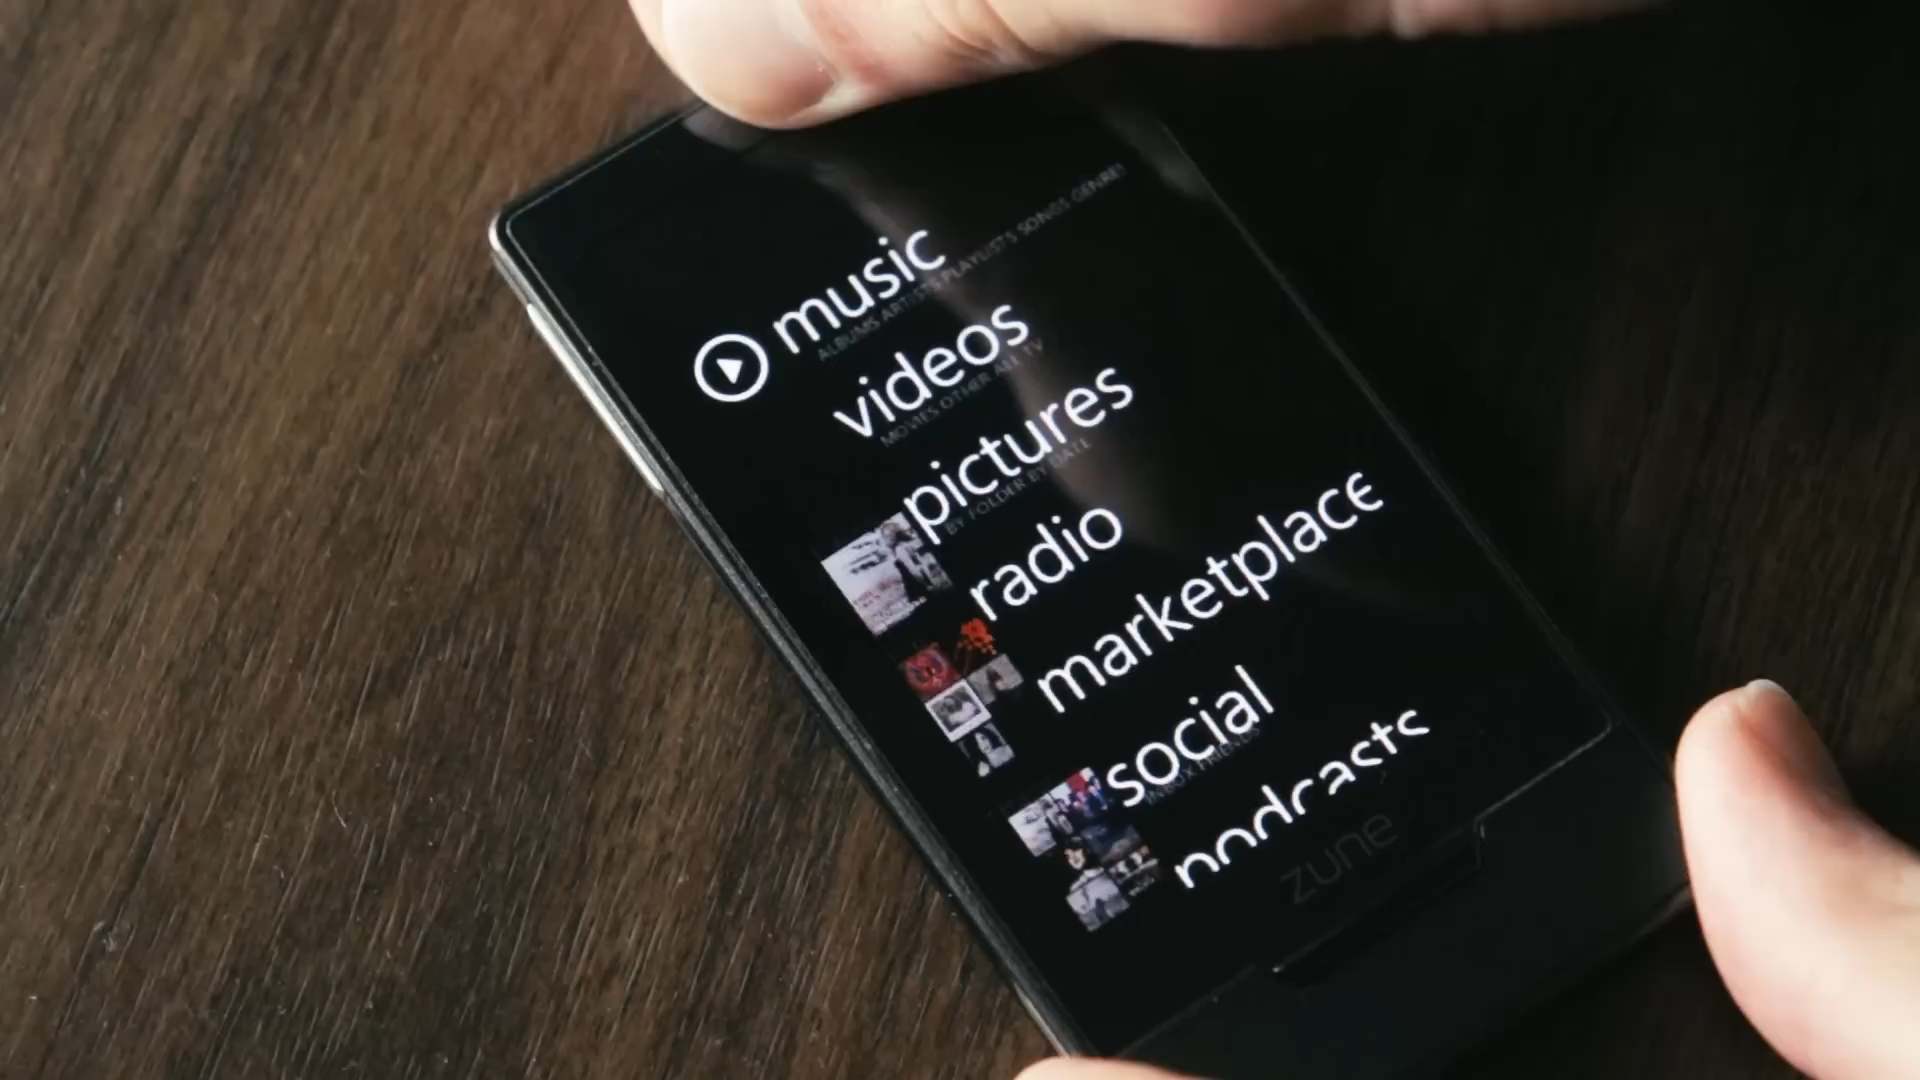 music
ALBUMS ARTISTS PLAYLISTS SONGS GENRES
videos
MOVIES OTHER ALL TV
pictures
BY FOLDER BY DATE
radio
marketplace
social
INBOX FRIENDS
podcasts
zune